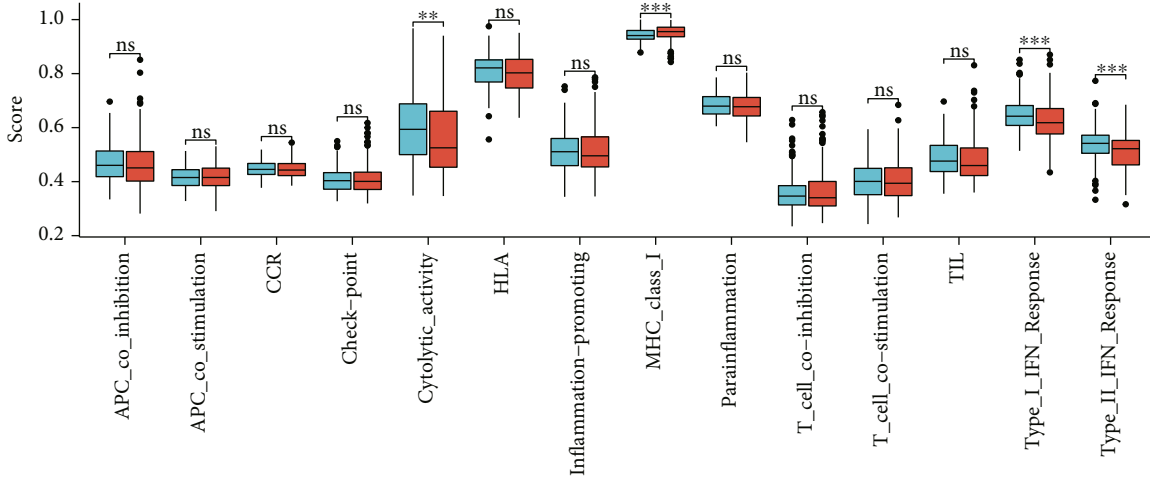 Score
1.0
0.8
0.6
0.4
0.2
ns
ns
ns
ns
**
ns
ns
***
ns
ns
ns
ns
***
***
APC_co_inhibition
APC_co_stimulation
CCR
Check–point
Cytolytic_activity
HLA
Inflammation–promoting
MHC_class_I
Parainflammation
T_cell_co–inhibition
T_cell_co–stimulation
TIL
Type_I_IFN_Response
Type_II_IFN_Response